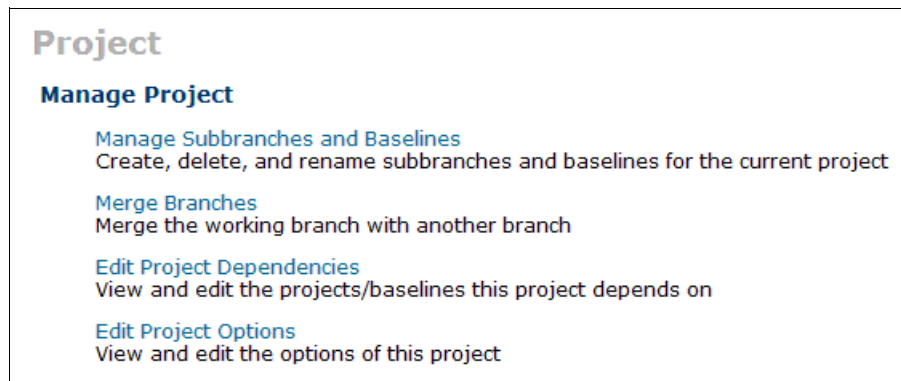 Project
Manage Project
Manage Subbranches and Baselines
Create, delete, and rename subbranches and baselines for the current project
Merge Branches
Merge the working branch with another branch
Edit Project Dependencies
View and edit the projects/baselines this project depends on
Edit Project Options
View and edit the options of this project